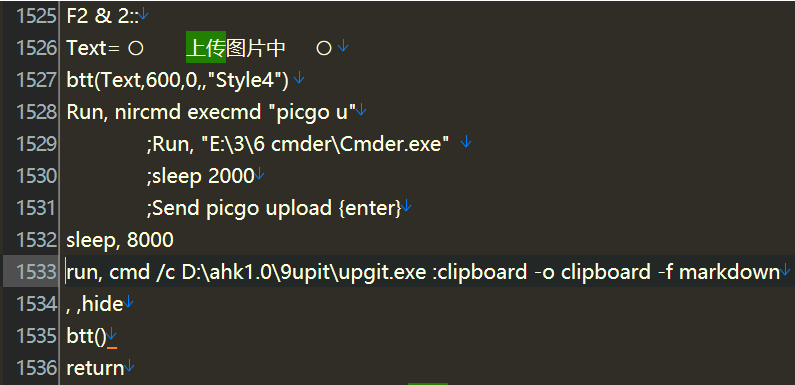 1525 F2 & 2::↓
1526 Text= ○ 上传图片中 ○ ↓
1527 btt(Text,600,0,,"Style4") ↓
1528 Run, nircmd execmd "picgo u"↓
1529 ;Run, "E:\3\6 cmder\Cmder.exe" ↓
1530 ;sleep 2000↓
1531 ;Send picgo upload {enter}↓
1532 sleep, 8000
1533 run, cmd /c D:\ahk1.0\9upit\upgit.exe :clipboard -o clipboard -f markdown↓
1534 , ,hide↓
1535 btt()↓
1536 return↓